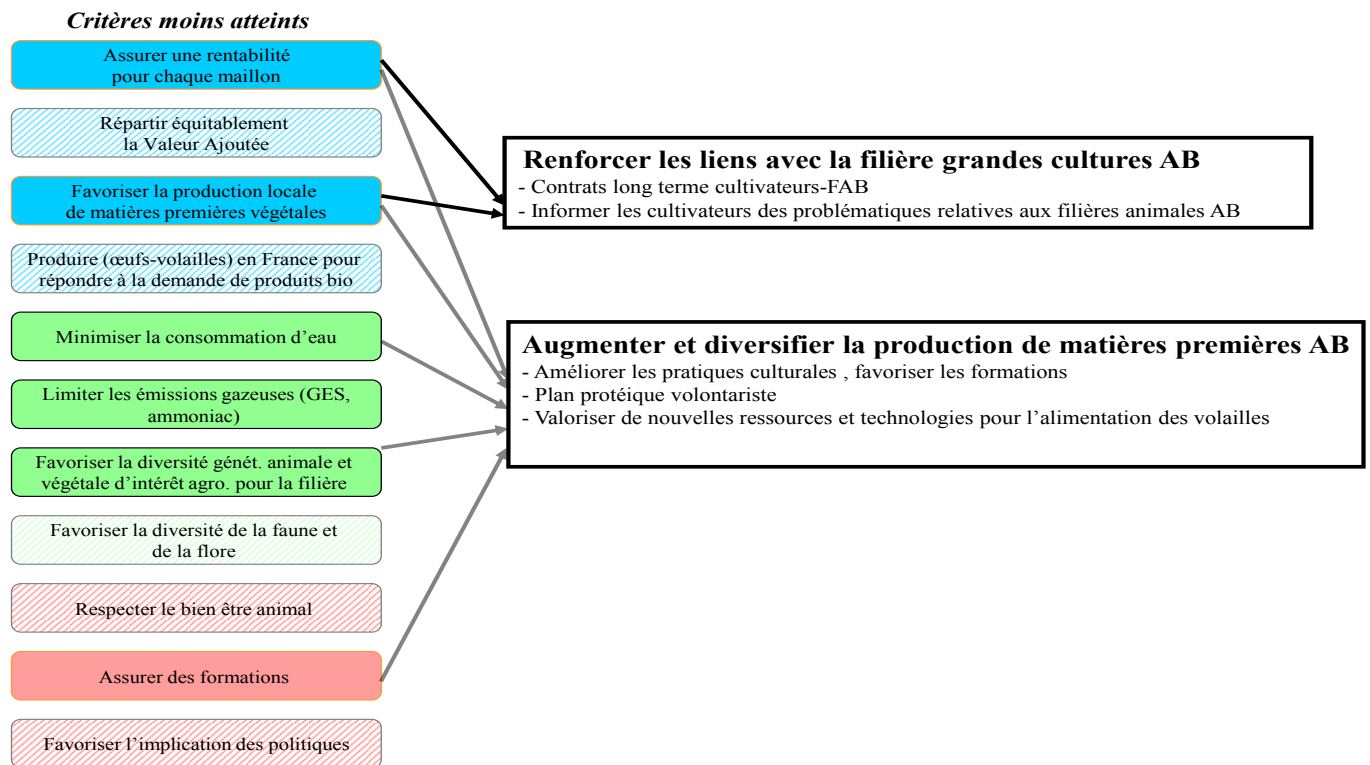 Critères moins atteints
Assurer une rentabilité
pour chaque maillon
Répartir équitablement
la Valeur Ajoutée
Favoriser la production locale
de matières premières végétales
Produire (œufs-volailles) en France pour
répondre à la demande de produits bio
Minimiser la consommation d’eau
Limiter les émissions gazeuses (GES,
ammoniac)
Favoriser la diversité génét. animale et
végétale d’intérêt agro. pour la filière
Favoriser la diversité de la faune et
de la flore
Respecter le bien être animal
Assurer des formations
Favoriser l’implication des politiques
Renforcer les liens avec la filière grandes cultures AB
- Contrats long terme cultivateurs-FAB
- Informer les cultivateurs des problématiques relatives aux filières animales AB
Augmenter et diversifier la production de matières premières AB
- Améliorer les pratiques culturales , favoriser les formations
- Plan protéique volontariste
- Valoriser de nouvelles ressources et technologies pour l’alimentation des volailles